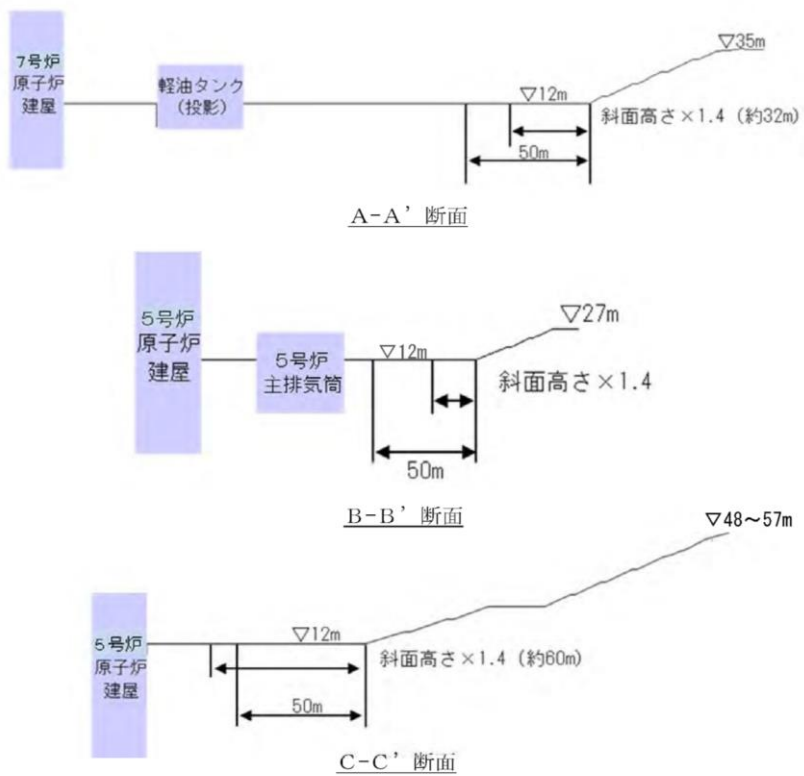 7号炉
原子炉
建屋
軽油タンク
(投影)
▽12m
▽35m
斜面高さ×1.4 (約32m)
50m
A-A’断面
5号炉
原子炉
建屋
5号炉
主排気筒
▽12m
▽27m
斜面高さ×1.4
50m
B-B’断面
▽48～57m
5号炉
原子炉
建屋
▽12m
斜面高さ×1.4 (約60m)
50m
C-C’断面